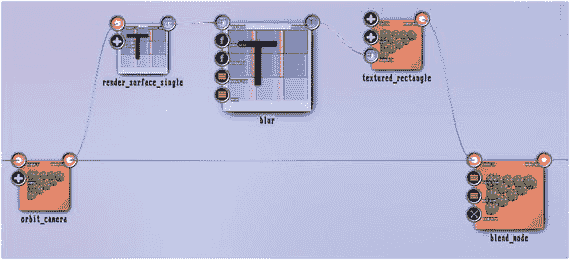 render_surface_single
blur
textured_rectangle
orbit_camera
blend_mode